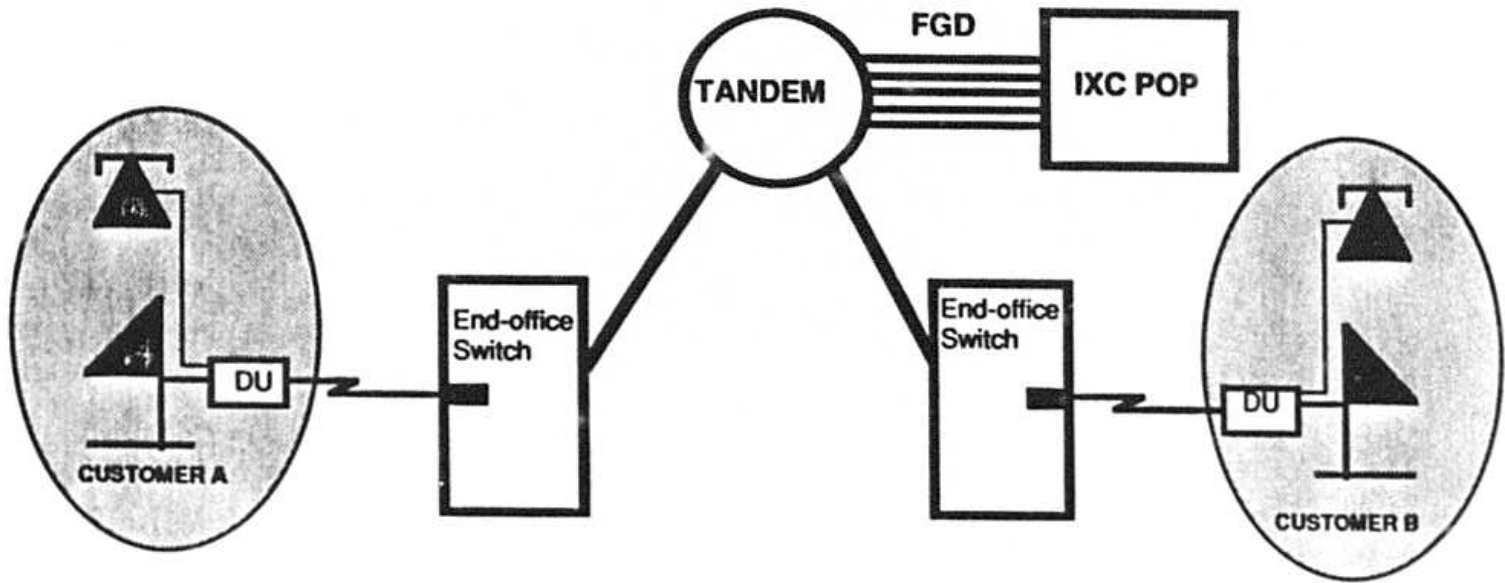 FGD
TANDEM
IXC POP
End-office
Switch
End-office
Switch
DU
DU
CUSTOMER A
CUSTOMER B